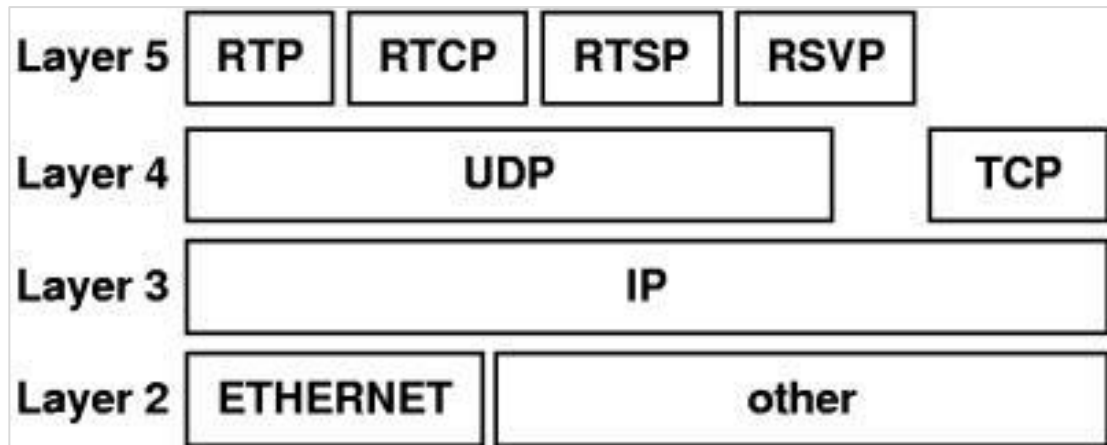 Layer 5 RTP RTCP RTSP RSVP
Layer 4 UDP TCP
Layer 3 IP
Layer 2 ETHERNET other